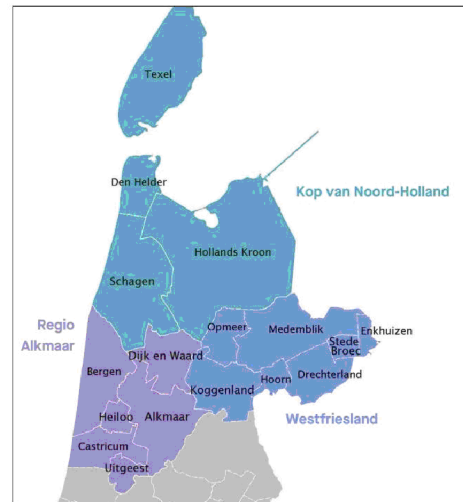 Texel
Den Helder
Kop van Noord-Holland
Hollands Kroon
Schagen
Regio
Alkmaar
Opmeer
Medemblik
Enkhuizen
Stede
Broec
Dijk en Waard
Bergen
Hoorn
Drechterland
Koggenland
Heiloo
Alkmaar
Westfriesland
Castricum
Uitgeest